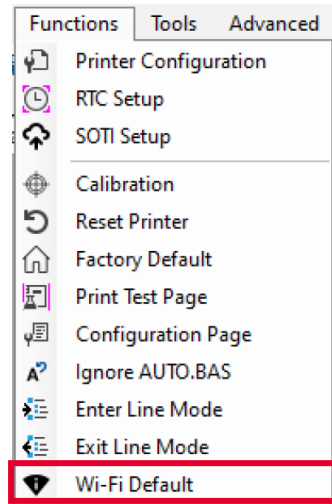 Functions Tools Advanced
Printer Configuration
RTC Setup
SOTI Setup
Calibration
Reset Printer
Factory Default
Print Test Page
Configuration Page
Ignore AUTO.BAS
Enter Line Mode
Exit Line Mode
Wi-Fi Default